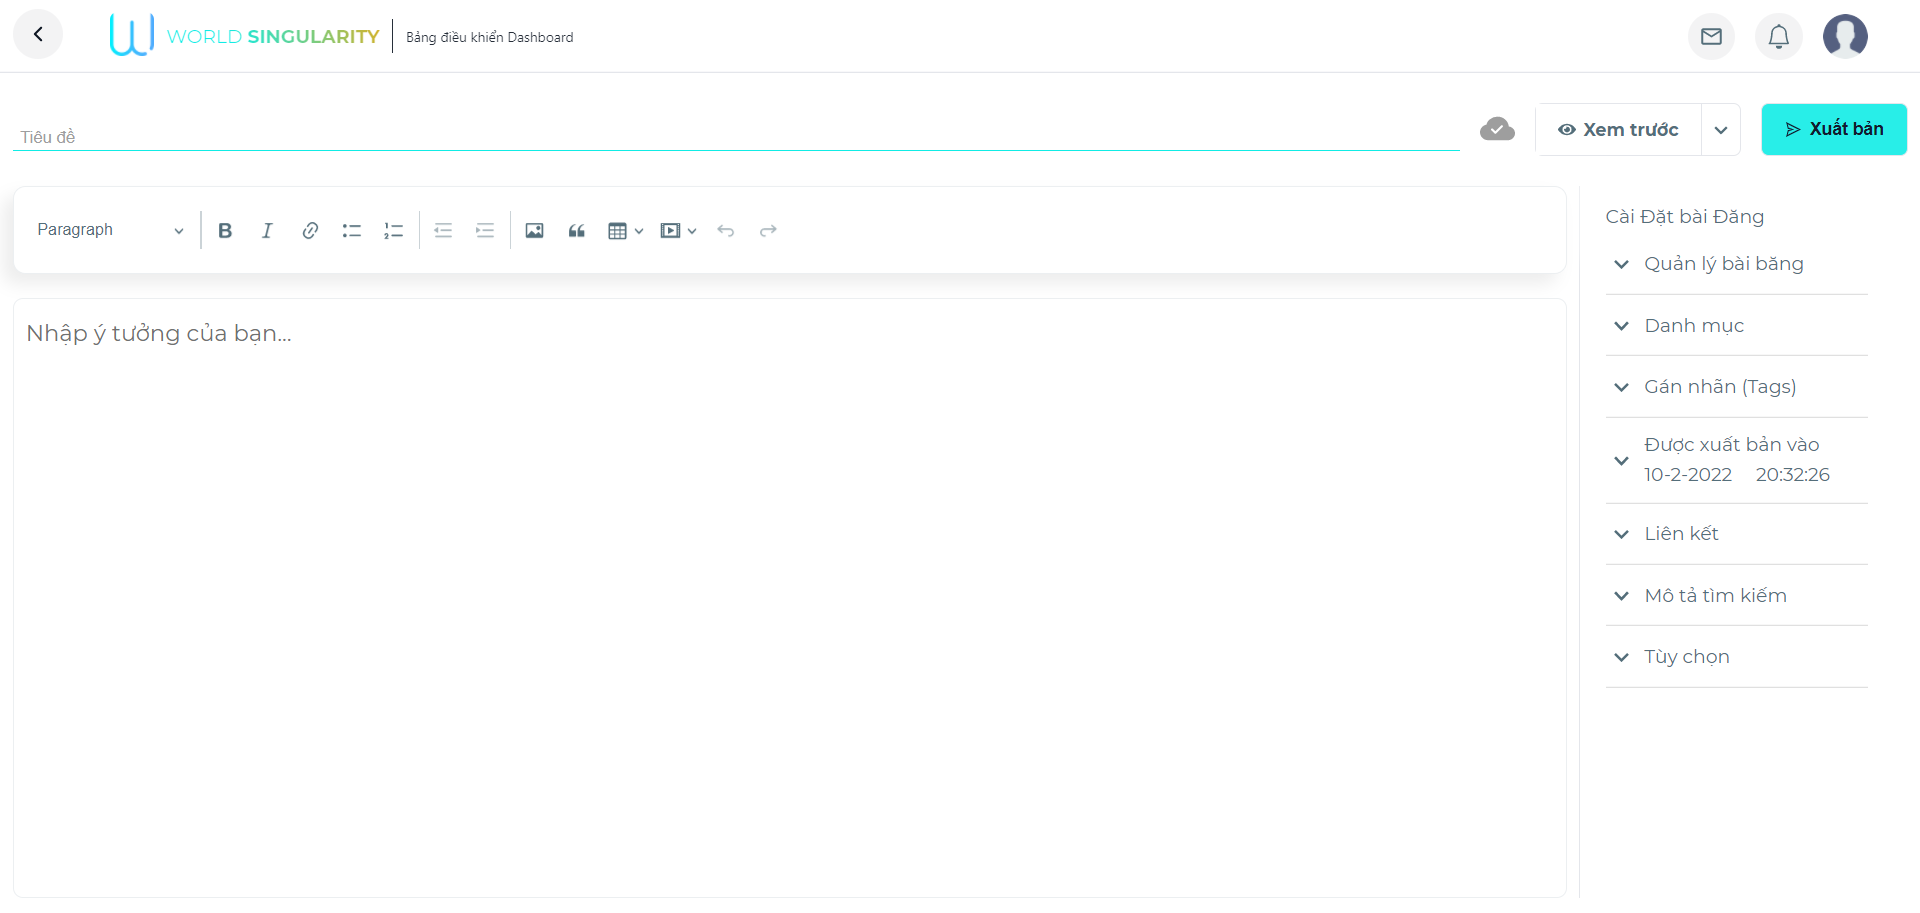 WORLD SINGULARITY
Bảng điều khiển Dashboard
Tiêu đề
Xem trước
Xuất bản
Paragraph
Nhập ý tưởng của bạn...
Cài Đặt bài Đăng
Quản lý bài băng
Danh mục
Gán nhãn (Tags)
Được xuất bản vào
10-2-2022 20:32:26
Liên kết
Mô tả tìm kiếm
Tùy chọn